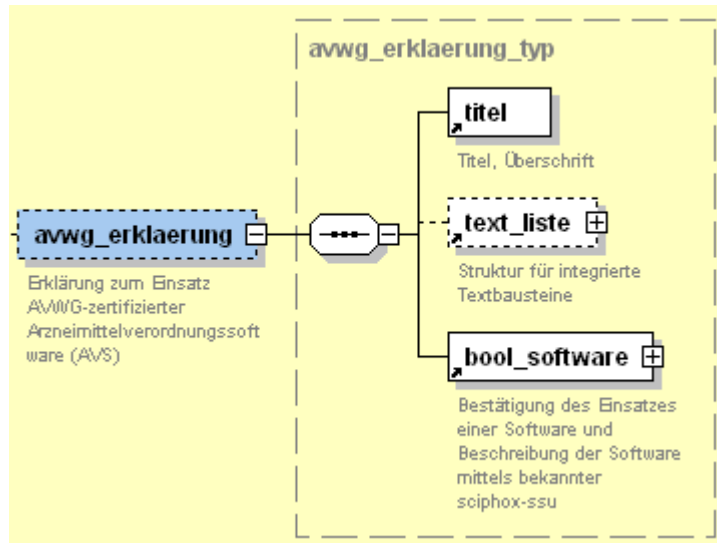 avwg_erklaerung_typ
titel
Titel, Überschrift
avwg_erklaerung
Erklärung zum Einsatz
AVWG-zertifizierter
Arzneimittelverordnungssoft
ware (AVS)
text_liste
Struktur für integrierte
Textbausteine
bool_software
Bestätigung des Einsatzes
einer Software und
Beschreibung der Software
mittels bekannter
sciphox-ssu